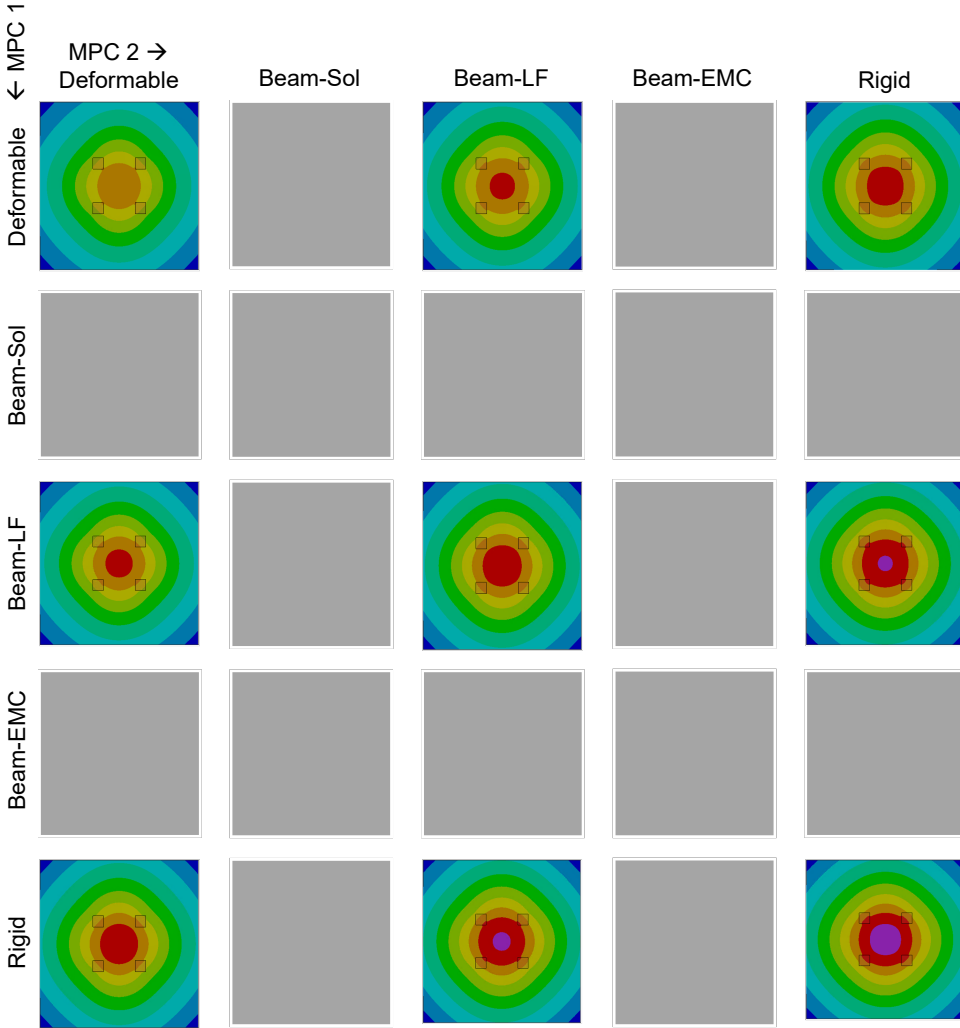 ← MPC 1
MPC 2 →
Deformable
Beam-Sol
Beam-LF
Beam-EMC
Rigid
Deformable
Beam-Sol
Beam-LF
Beam-EMC
Rigid